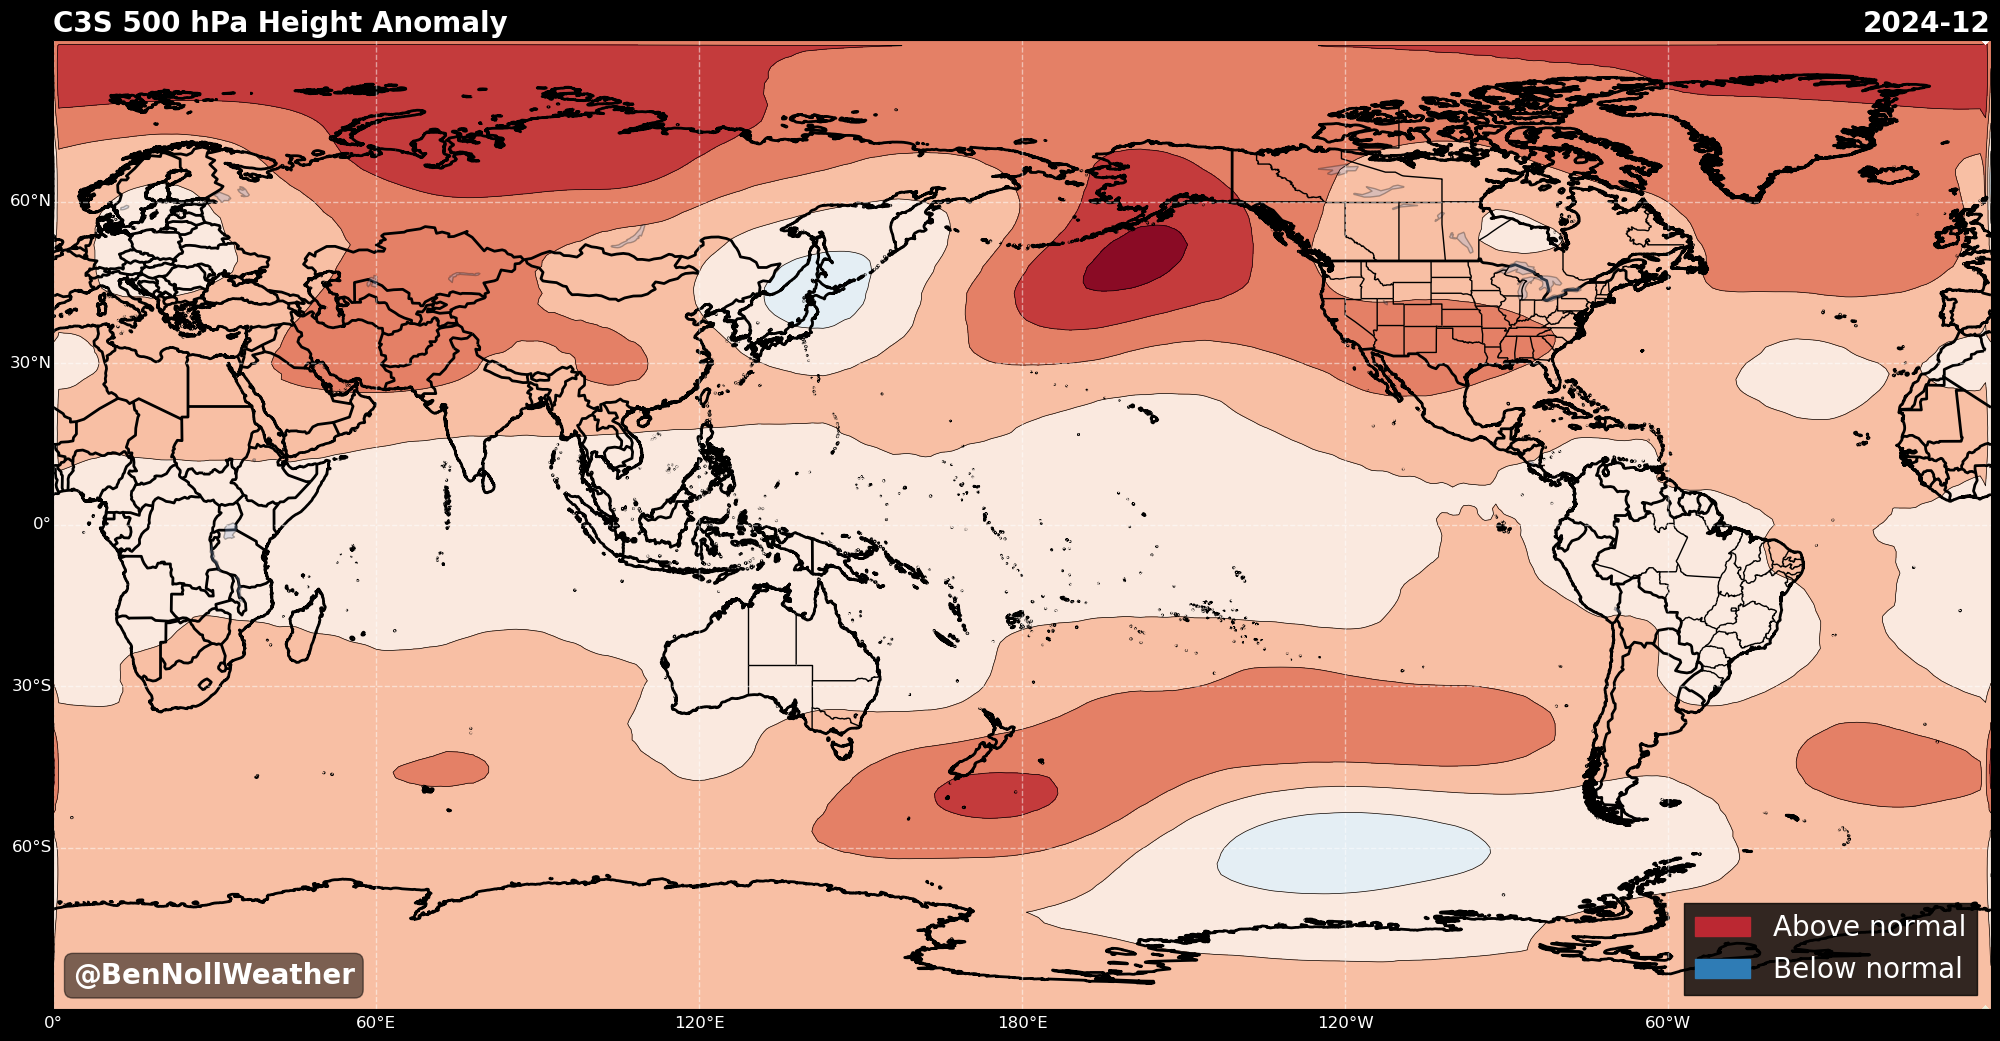 C3S 500 hPa Height Anomaly
2024-12
60°N
30°N
0°
30°S
60°S
0°
60°E
120°E
180°E
120°W
60°W
Above normal
Below normal
@BenNollWeather